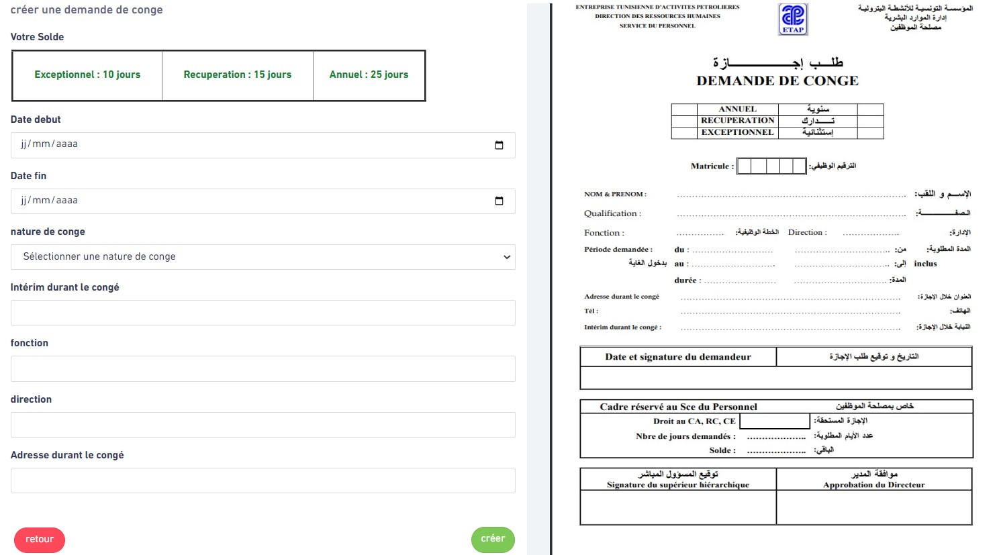 créer une demande de conge
Votre Solde
Exceptionnel : 10 jours Recuperation : 15 jours Annuel : 25 jours
Date debut
jj/mm/aaaa
Date fin
jj/mm/aaaa
nature de conge
Sélectionner une nature de conge
Intérim durant le congé
fonction
direction
Adresse durant le congé
retour créer
ENTREPRISE TUNISIENNE D'ACTIVITES PETROLIERES
DIRECTION DES RESSOURCES HUMAINES
SERVICE DU PERSONNEL
ETAP
المؤسسة التونسية للأنشطة البترولية
إدارة الموارد البشرية
مصلحة الموظفين
طلـــب إجـــــــــــازة
DEMANDE DE CONGE
ANNUEL سنوية
RECUPERATION تـــــدارك
EXCEPTIONNEL إستثنائية
Matricule : الترقيم الوظيفي:
NOM & PRENOM : ........ الإســـم و اللقب:
Qualification : ........ الصفـــــــــــة:
Fonction : ........ الخطة الوظيفية: Direction : ........ الإدارة:
Période demandée : du : ........ ........ من: المدة المطلوبة:
بدخول الغاية au : ........ ........ إلى: inclus
durée : ........ ........ المدة:
Adresse durant le congé ........ العنوان خلال الإجازة:
Tél : ........ الهاتف:
Intérim durant le congé : ........ النيابة خلال الإجازة:
Date et signature du demandeur التاريخ و توقيع طلب الإجازة
Cadre réservé au Sce du Personnel خاص بمصلحة الموظفين
Droit au CA, RC, CE الإجازة المستحقة:
Nbre de jours demandés : ........ عدد الأيام المطلوبة:
Solde : ........ الباقي:
توقيع المسؤول المباشر موافقة المدير
Signature du supérieur hiérarchique Approbation du Directeur